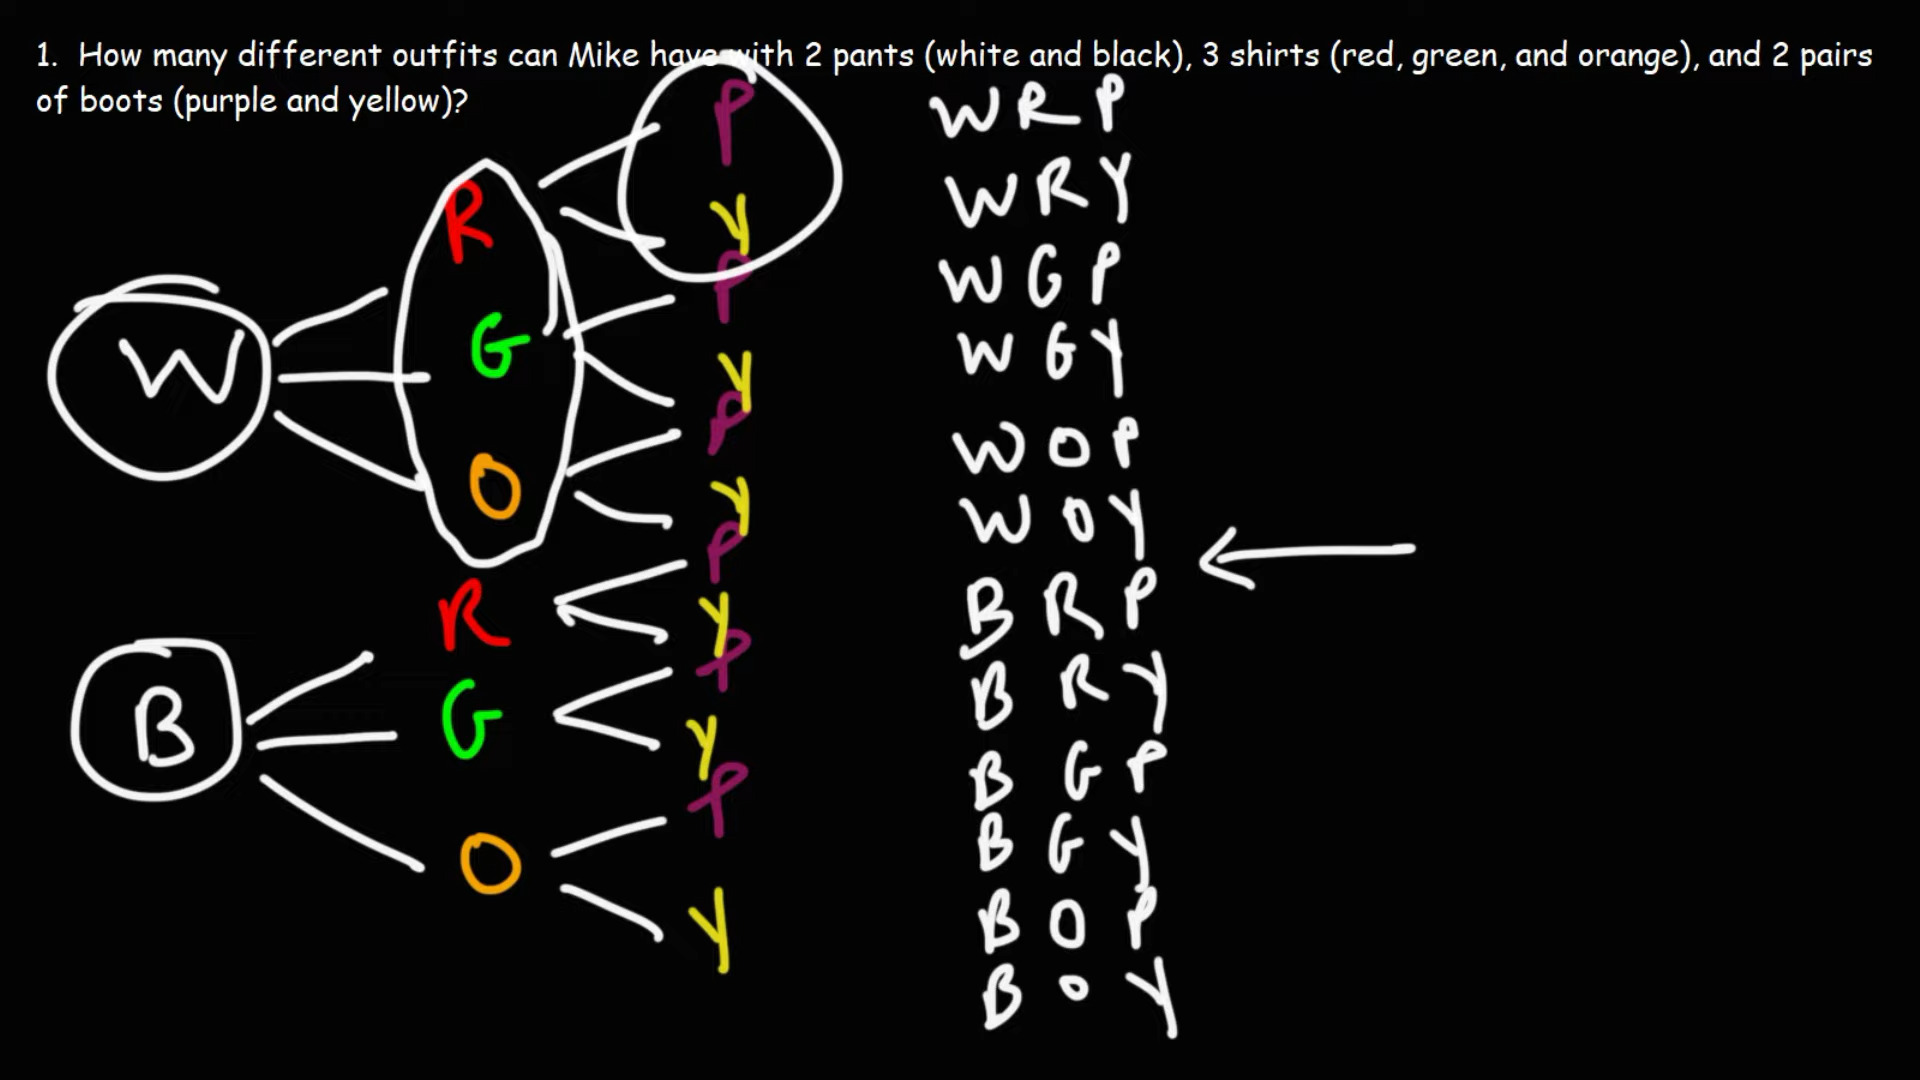 1. How many different outfits can Mike have with 2 pants (white and black), 3 shirts (red, green, and orange), and 2 pairs
of boots (purple and yellow)?
W
R
G
O
P
Y
P
Y
P
Y
B
R
G
O
P
Y
P
Y
P
Y
W R P
W R Y
W G P
W G Y
W O P
W O Y
B R P
B R Y
B G P
B G Y
B O P
B O Y